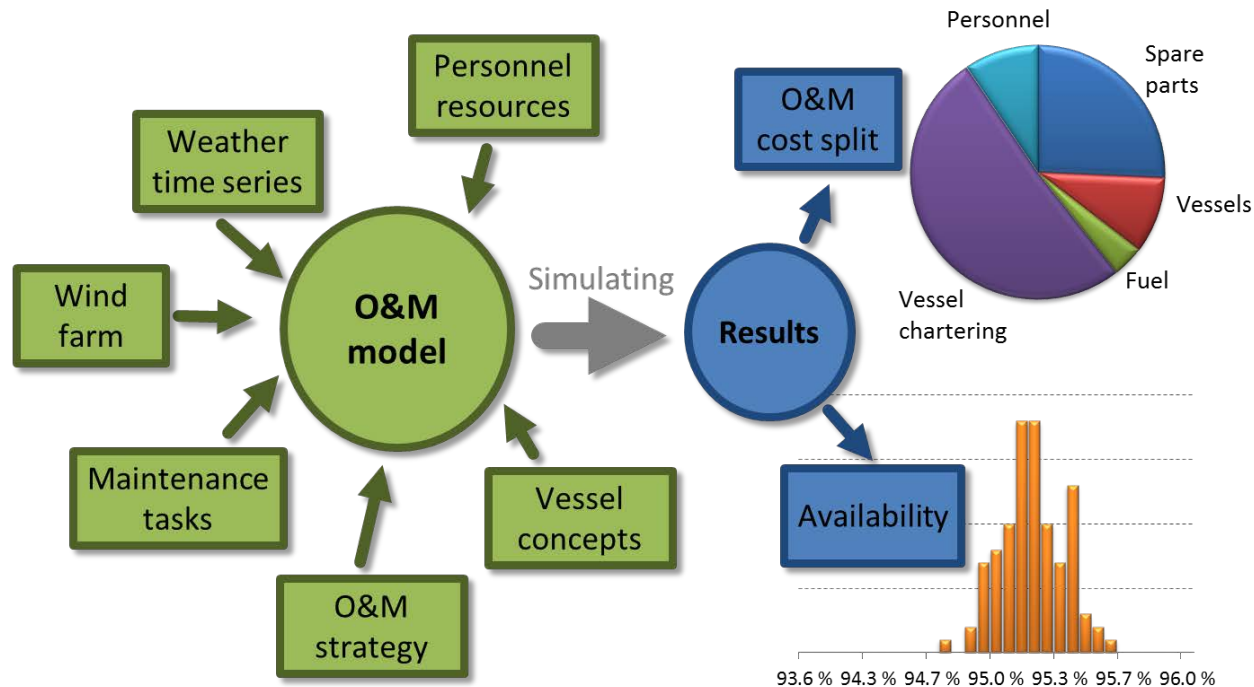 Personnel
resources
Weather
time series
Wind
farm
Maintenance
tasks
O&M
strategy
Vessel
concepts
O&M
model
Simulating
Results
O&M
cost split
Personnel
Spare
parts
Vessels
Fuel
Vessel
chartering
Availability
93.6 % 94.3 % 94.7 % 95.0 % 95.3 % 95.7 % 96.0 %